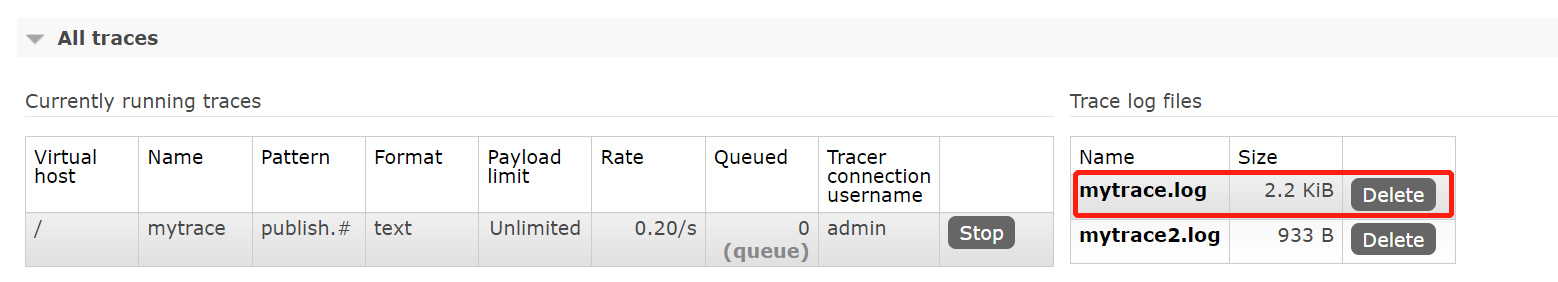 All traces
Currently running traces
Virtual host Name Pattern Format Payload limit Rate Queued Tracer connection username
/ mytrace publish.# text Unlimited 0.20/s 0 (queue) admin Stop
Trace log files
Name Size
mytrace.log 2.2 KiB Delete
mytrace2.log 933 B Delete